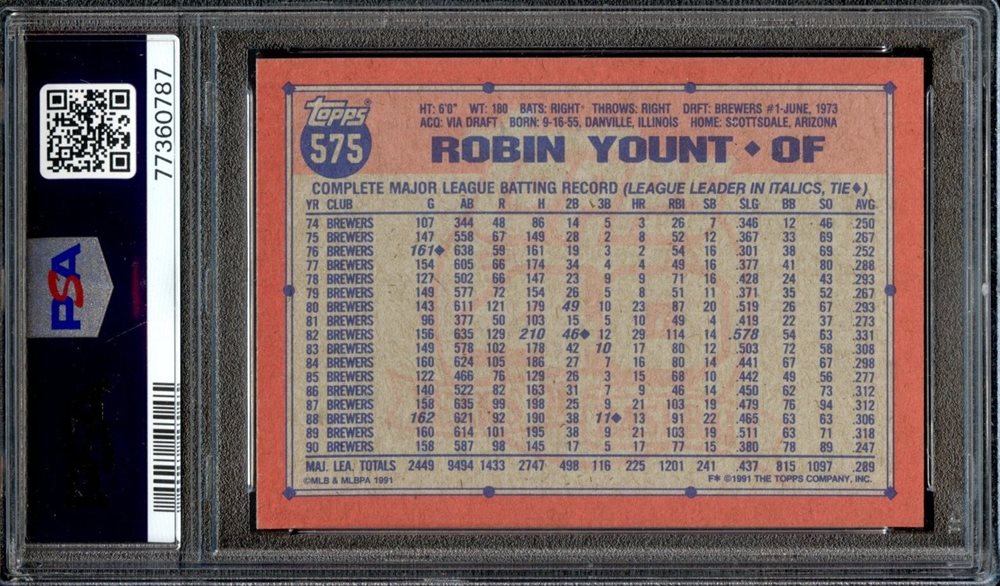 77360787
PSA
Topps
575
HT: 6'0" WT: 180 BATS: RIGHT THROWS: RIGHT DRFT: BREWERS #1-JUNE, 1973
ACQ: VIA DRAFT BORN: 9-16-55, DANVILLE, ILLINOIS HOME: SCOTTSDALE, ARIZONA
ROBIN YOUNT ◆ OF
COMPLETE MAJOR LEAGUE BATTING RECORD (LEAGUE LEADER IN ITALICS, TIE◆)
YR CLUB G AB R H 2B 3B HR RBI SB SLG BB SO AVG
74 BREWERS 107 344 48 86 14 5 3 26 7 .346 12 46 .250
75 BREWERS 147 558 67 149 28 2 8 52 12 .367 33 69 .267
76 BREWERS 161◆ 638 59 161 19 3 2 54 16 .301 38 69 .252
77 BREWERS 154 605 66 174 34 4 4 49 16 .377 41 80 .288
78 BREWERS 127 502 66 147 23 9 9 71 16 .428 24 43 .293
79 BREWERS 149 577 72 154 26 5 8 51 11 .371 35 52 .267
80 BREWERS 143 611 121 179 49 10 23 87 20 .519 26 67 .293
81 BREWERS 96 377 50 103 15 5 10 49 4 .419 22 37 .273
82 BREWERS 156 635 129 210 46◆ 12 29 114 14 .578 54 63 .331
83 BREWERS 149 578 102 178 42 10 17 80 12 .503 72 58 .308
84 BREWERS 160 624 105 186 27 7 16 80 14 .441 67 67 .298
85 BREWERS 122 466 76 129 26 3 15 68 10 .442 49 56 .277
86 BREWERS 140 522 82 163 31 7 9 46 14 .450 62 73 .312
87 BREWERS 158 635 99 198 25 9 21 103 19 .479 76 94 .312
88 BREWERS 162 621 92 190 38 11◆ 13 91 22 .465 63 63 .306
89 BREWERS 160 614 101 195 38 9 21 103 19 .511 63 71 .318
90 BREWERS 158 587 98 145 17 5 17 77 15 .380 78 89 .247
MAJ. LEA. TOTALS 2449 9494 1433 2747 498 116 225 1201 241 .437 815 1097 .289
©MLB & MLBPA 1991 F* ©1991 THE TOPPS COMPANY, INC.